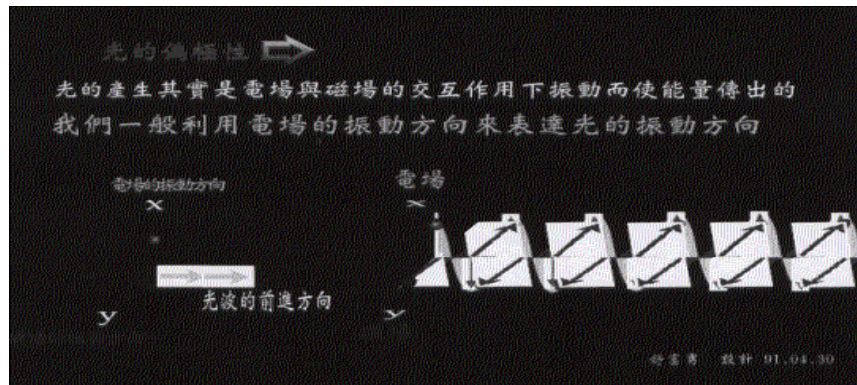 光的偏極性
光的產生其實是電場與磁場的交互作用下振動而使能量傳出的
我們一般利用電場的振動方向來表達光的振動方向
電場的振動方向
x
光波的前進方向
y
電場
x
y
設計 91.04.30